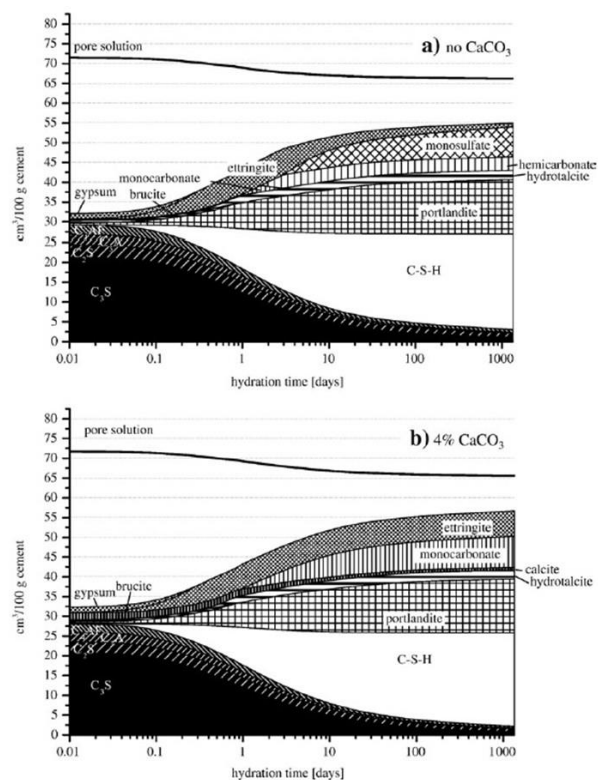 a) no CaCO₃
pore solution
ettringite
monosulfate
monocarbonate
brucite
gypsum
hemicarbonate
hydrotalcite
portlandite
C-S-H
C₂S
C₃S
cm³/100 g cement
80
75
70
65
60
55
50
45
40
35
30
25
20
15
10
5
0
0.01 0.1 1 10 100 1000
hydration time [days]
b) 4% CaCO₃
pore solution
ettringite
monocarbonate
brucite
gypsum
calcite
hydrotalcite
portlandite
C-S-H
C₂S
C₃S
cm³/100 g cement
80
75
70
65
60
55
50
45
40
35
30
25
20
15
10
5
0
0.01 0.1 1 10 100 1000
hydration time [days]